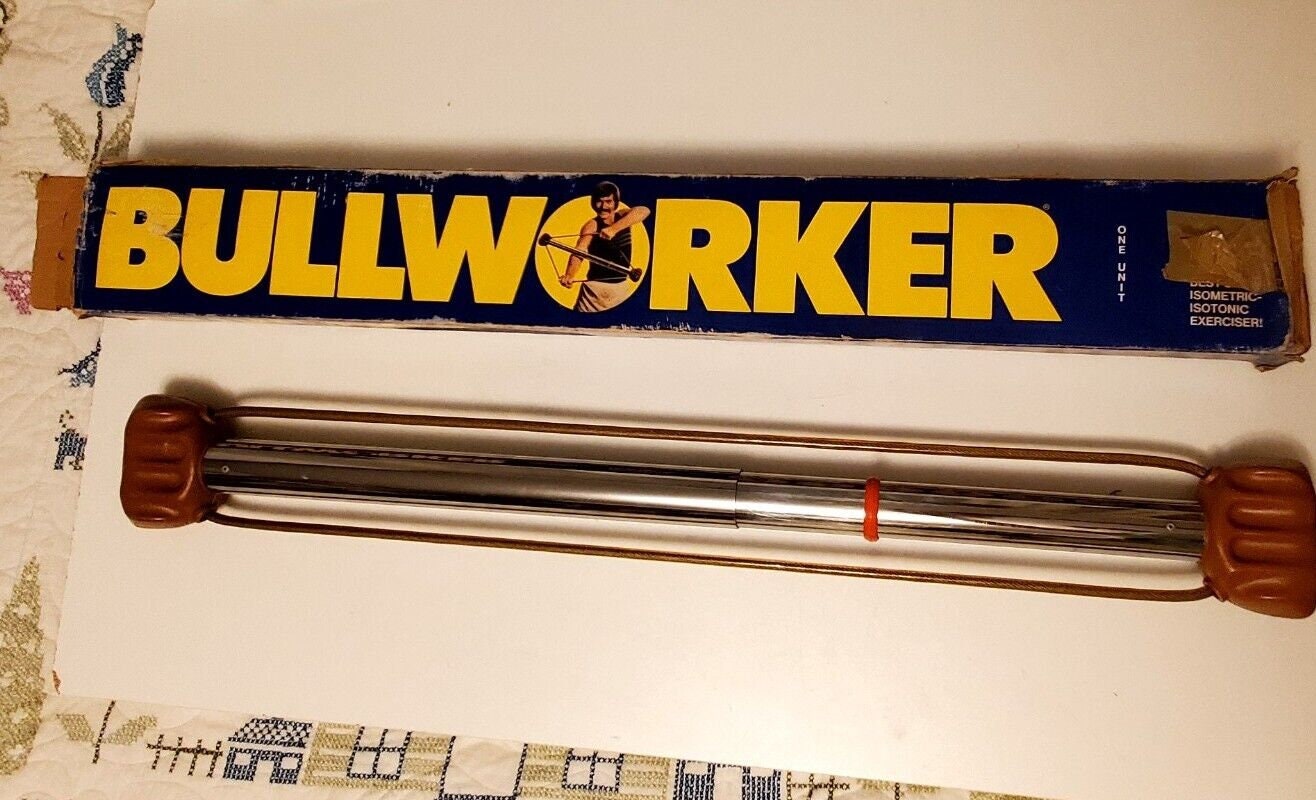 BULLWORKER®
ONE UNIT
ISOMETRIC-
ISOTONIC
EXERCISER!